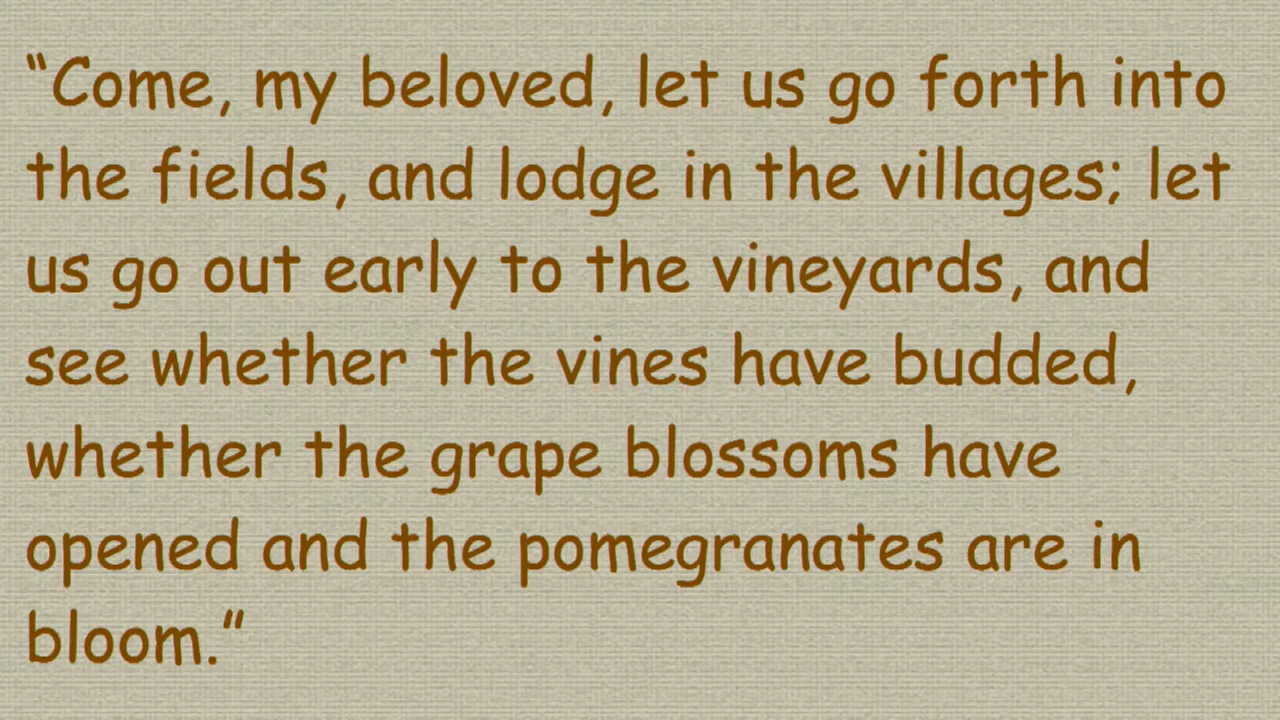 “Come, my beloved, let us go forth into
the fields, and lodge in the villages; let
us go out early to the vineyards, and
see whether the vines have budded,
whether the grape blossoms have
opened and the pomegranates are in
bloom.”